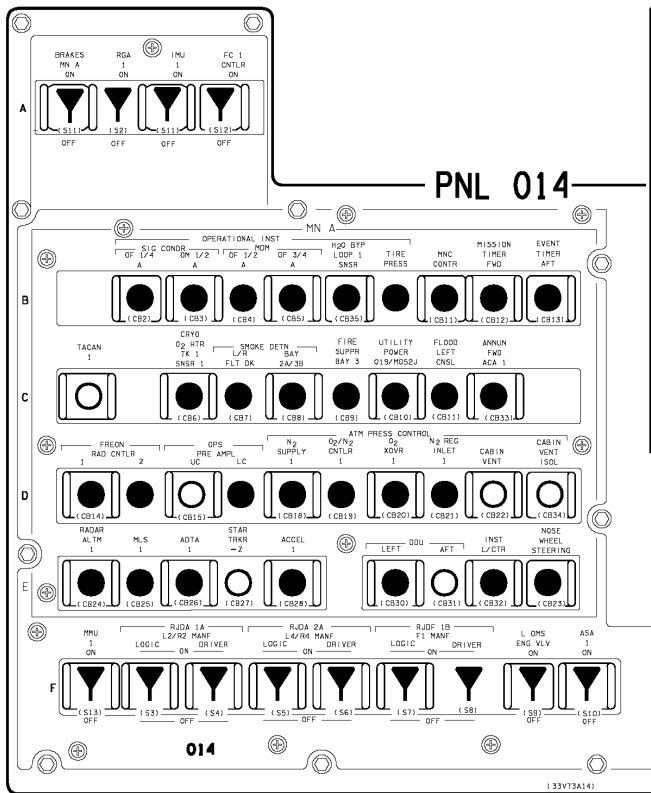 BRAKES RGA IMU FC 1
MN A 1 1 CNTLR
ON ON ON ON
A
(S11) (S2) (S11) (S12)
OFF OFF OFF OFF
PNL 014
MN A
OPERATIONAL INST
SIG CONDR MDM H2O BYP MISSION EVENT
OF 1/4 OM 1/2 OF 1/2 OF 3/4 LOOP 1 TIRE MNC TIMER TIMER
A A A A SNSR PRESS CONTR FWD AFT
B
(CB2) (CB3) (CB4) (CB5) (CB35) (CB11) (CB12) (CB13)
CRYO
TACAN O2 HTR SMOKE DETN FIRE UTILITY FLOOD ANNUN
1 TK 1 L/R BAY SUPPR POWER LEFT FWD
SNSR 1 FLT DK 2A/3B BAY 3 019/M052J CNSL ACA 1
C
(CB6) (CB7) (CB8) (CB9) (CB10) (CB11) (CB33)
ATM PRESS CONTROL
FREON GPS N2 O2/N2 O2 N2 REG CABIN
RAD CNTLR PRE AMPL SUPPLY CNTLR XOVR INLET CABIN VENT
1 2 UC LC 1 1 1 1 VENT ISOL
D
(CB14) (CB15) (CB18) (CB19) (CB20) (CB21) (CB22) (CB34)
RADAR STAR NOSE
ALTM MLS ADTA TRKR ACCEL DDU INST WHEEL
1 1 1 -Z 1 LEFT AFT L/CTR STEERING
E
(CB24) (CB25) (CB26) (CB27) (CB28) (CB30) (CB31) (CB32) (CB23)
MMU RJDA 1A RJDA 2A RJDF 1B L OMS ASA
1 L2/R2 MANF L4/R4 MANF F1 MANF ENG VLV 1
ON LOGIC DRIVER LOGIC DRIVER LOGIC DRIVER ON ON
ON ON ON
F
(S13) (S3) (S4) (S5) (S6) (S7) (S8) (S9) (S10)
OFF OFF OFF OFF OFF OFF
014
(33V73A14)